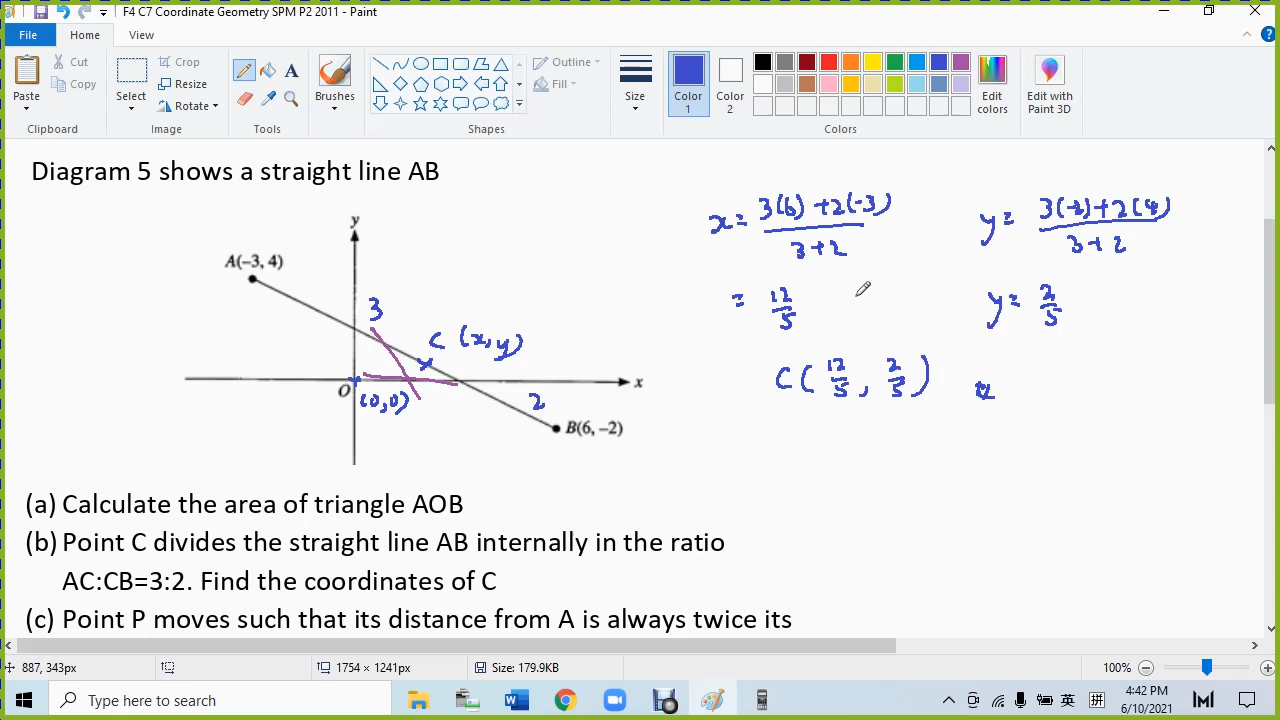 F4 C7 Coordinate Geometry SPM P2 2011 - Paint
File Home View
Paste
Cut
Copy
Clipboard
Select
Crop
Resize
Rotate
Image
A
Tools
Brushes
Outline
Fill
Shapes
Size
Color 1
Color 2
Colors
Edit colors
Edit with Paint 3D
Diagram 5 shows a straight line AB
y
A(−3, 4)
3
C (x, y)
O
(0,0)
x
2
B(6, −2)
x = 3(6) + 2(-3)
3+2
= 12/5
y = 3(-2) + 2(4)
3+2
y = 2/5
C ( 12/5 , 2/5 )
(a) Calculate the area of triangle AOB
(b) Point C divides the straight line AB internally in the ratio
AC:CB=3:2. Find the coordinates of C
(c) Point P moves such that its distance from A is always twice its
887, 343px
1754 × 1241px
Size: 179.9KB
100%
Type here to search
英
拼
4:42 PM
6/10/2021